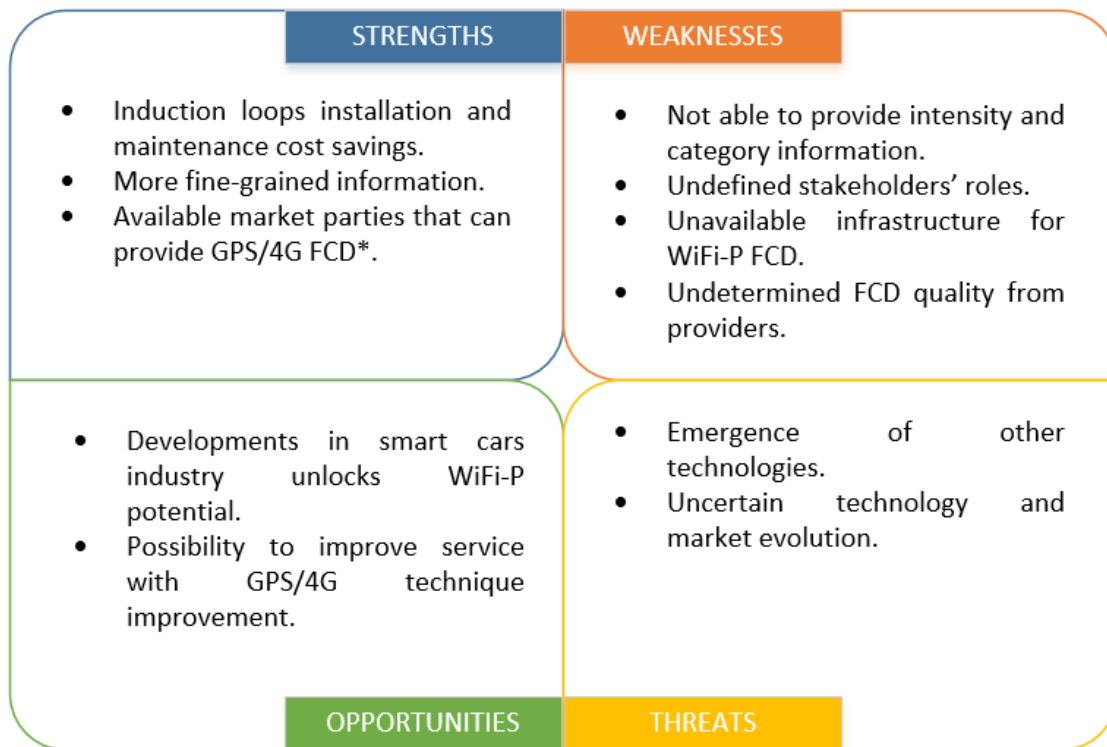 STRENGTHS
Induction loops installation and
maintenance cost savings.
More fine-grained information.
Available market parties that can
provide GPS/4G FCD*.
WEAKNESSES
Not able to provide intensity and
category information.
Undefined stakeholders’ roles.
Unavailable infrastructure for
WiFi-P FCD.
Undetermined FCD quality from
providers.
Developments in smart cars
industry unlocks WiFi-P
potential.
Possibility to improve service
with GPS/4G technique
improvement.
OPPORTUNITIES
Emergence of other
technologies.
Uncertain technology and
market evolution.
THREATS